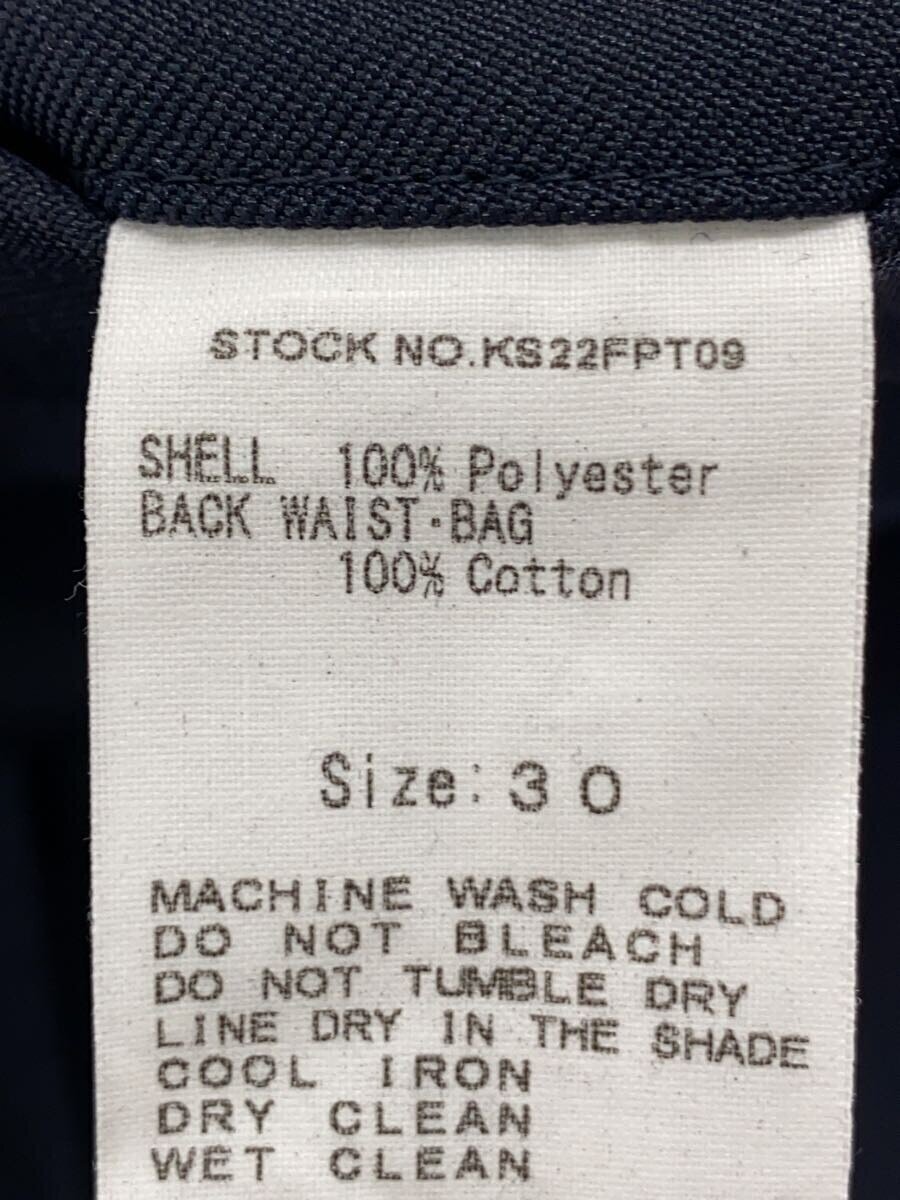 STOCK NO.KS22FPT09
SHELL 100% Polyester
BACK WAIST·BAG
100% Cotton
Size: 30
MACHINE WASH COLD
DO NOT BLEACH
DO NOT TUMBLE DRY
LINE DRY IN THE SHADE
COOL IRON
DRY CLEAN
WET CLEAN